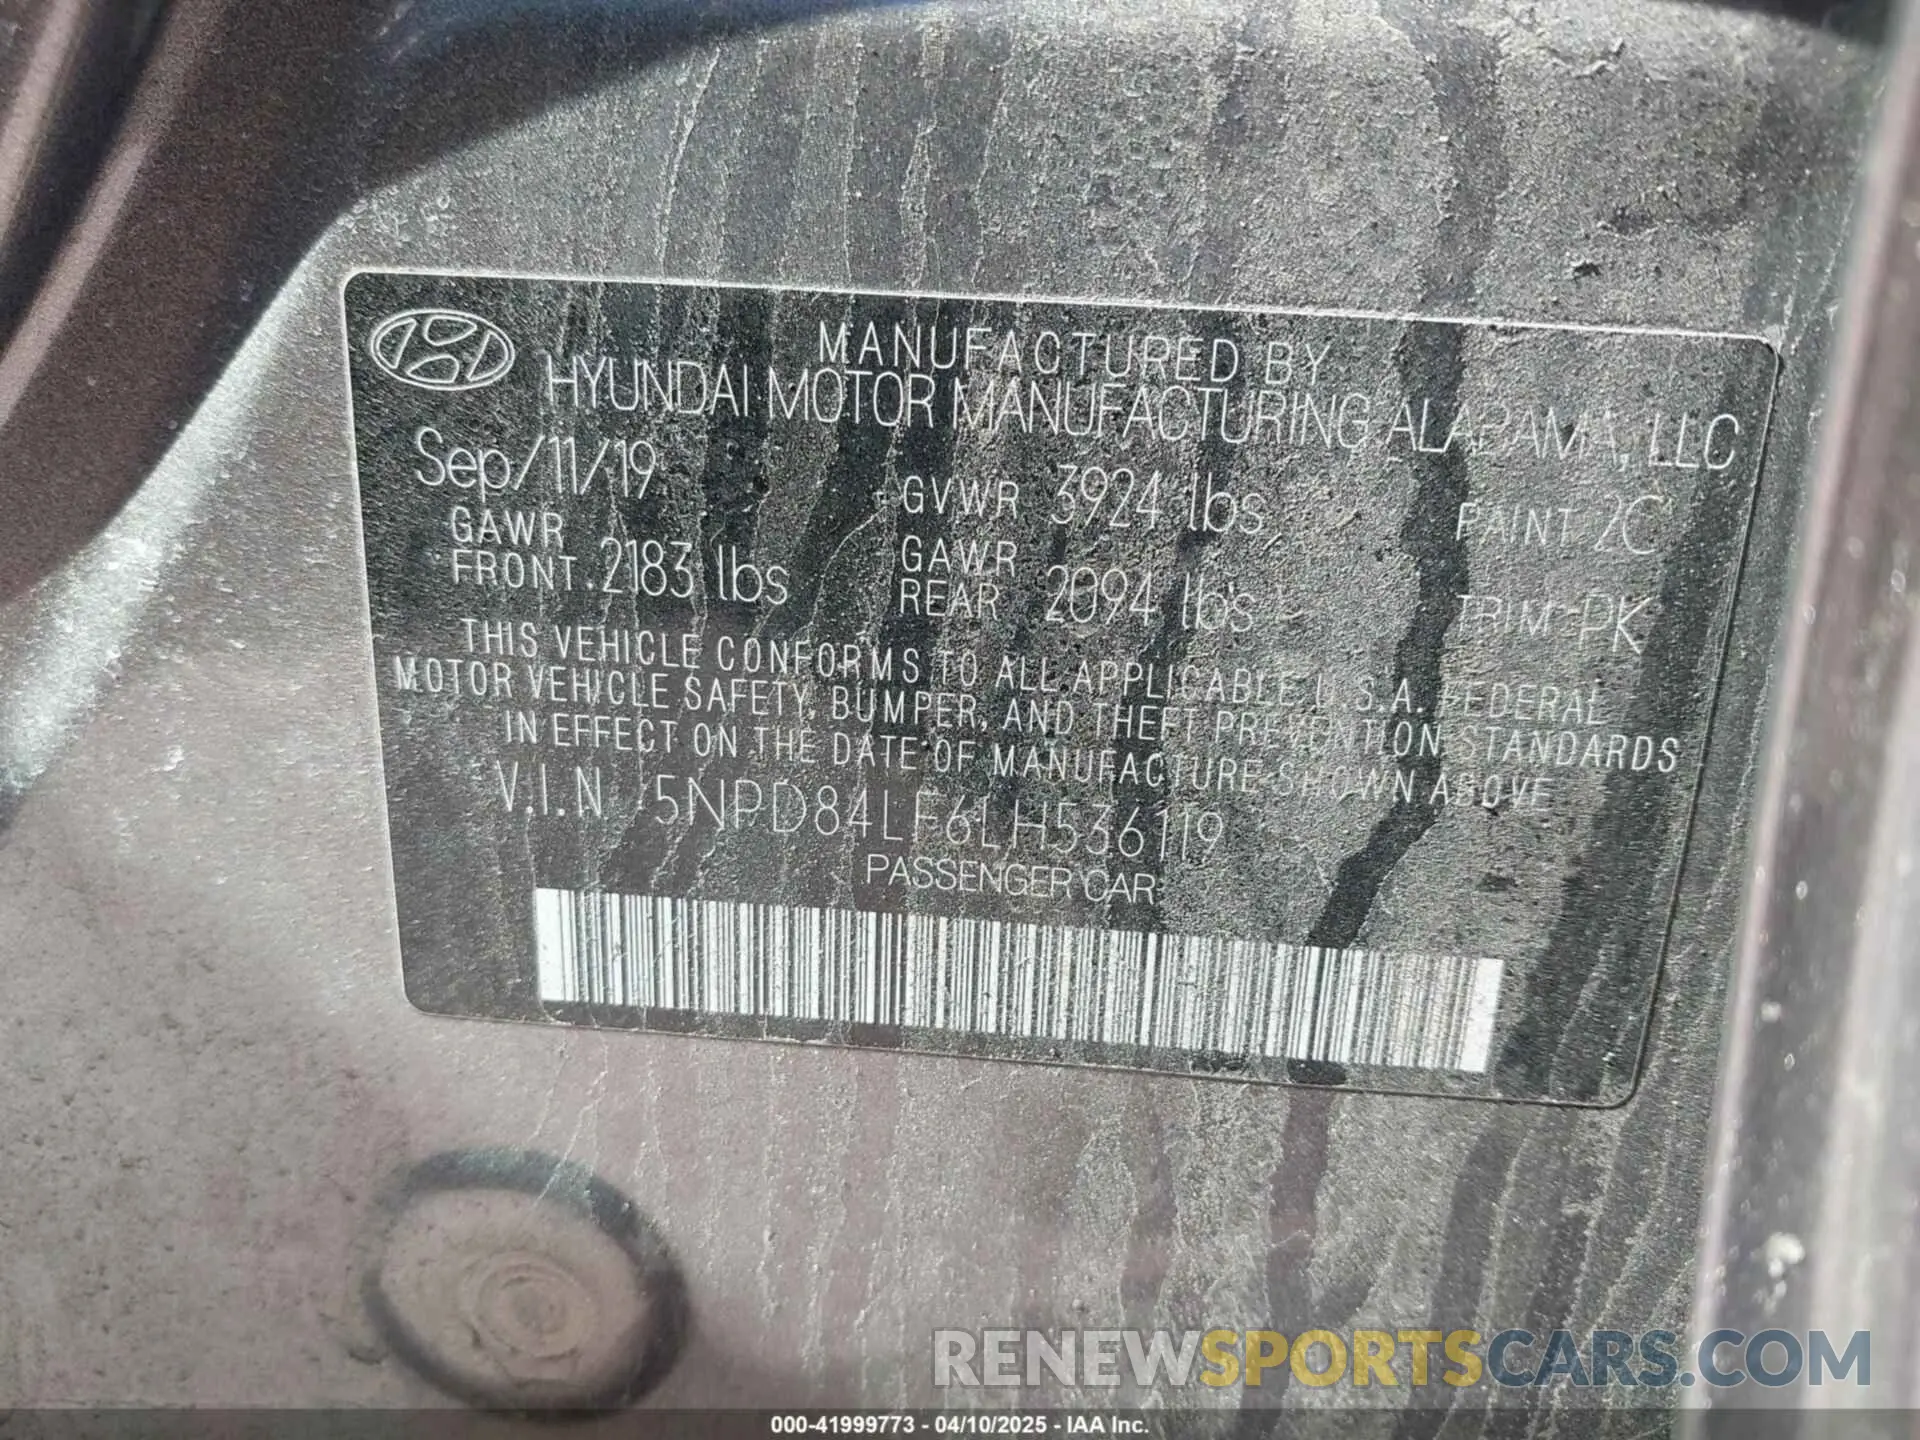 MANUFACTURED BY
HYUNDAI MOTOR MANUFACTURING ALABAMA, LLC
Sep/11/19 GVWR 3924 lbs PAINT 2C
GAWR FRONT 2183 lbs GAWR REAR 2094 lbs TRIM PK
THIS VEHICLE CONFORMS TO ALL APPLICABLE U.S.A. FEDERAL
MOTOR VEHICLE SAFETY, BUMPER, AND THEFT PREVENTION STANDARDS
IN EFFECT ON THE DATE OF MANUFACTURE SHOWN ABOVE
V.I.N 5NPD84LF6LH536119
PASSENGER CAR
RENEWSPORTSCARS.COM
000-41999773 - 04/10/2025 - IAA Inc.